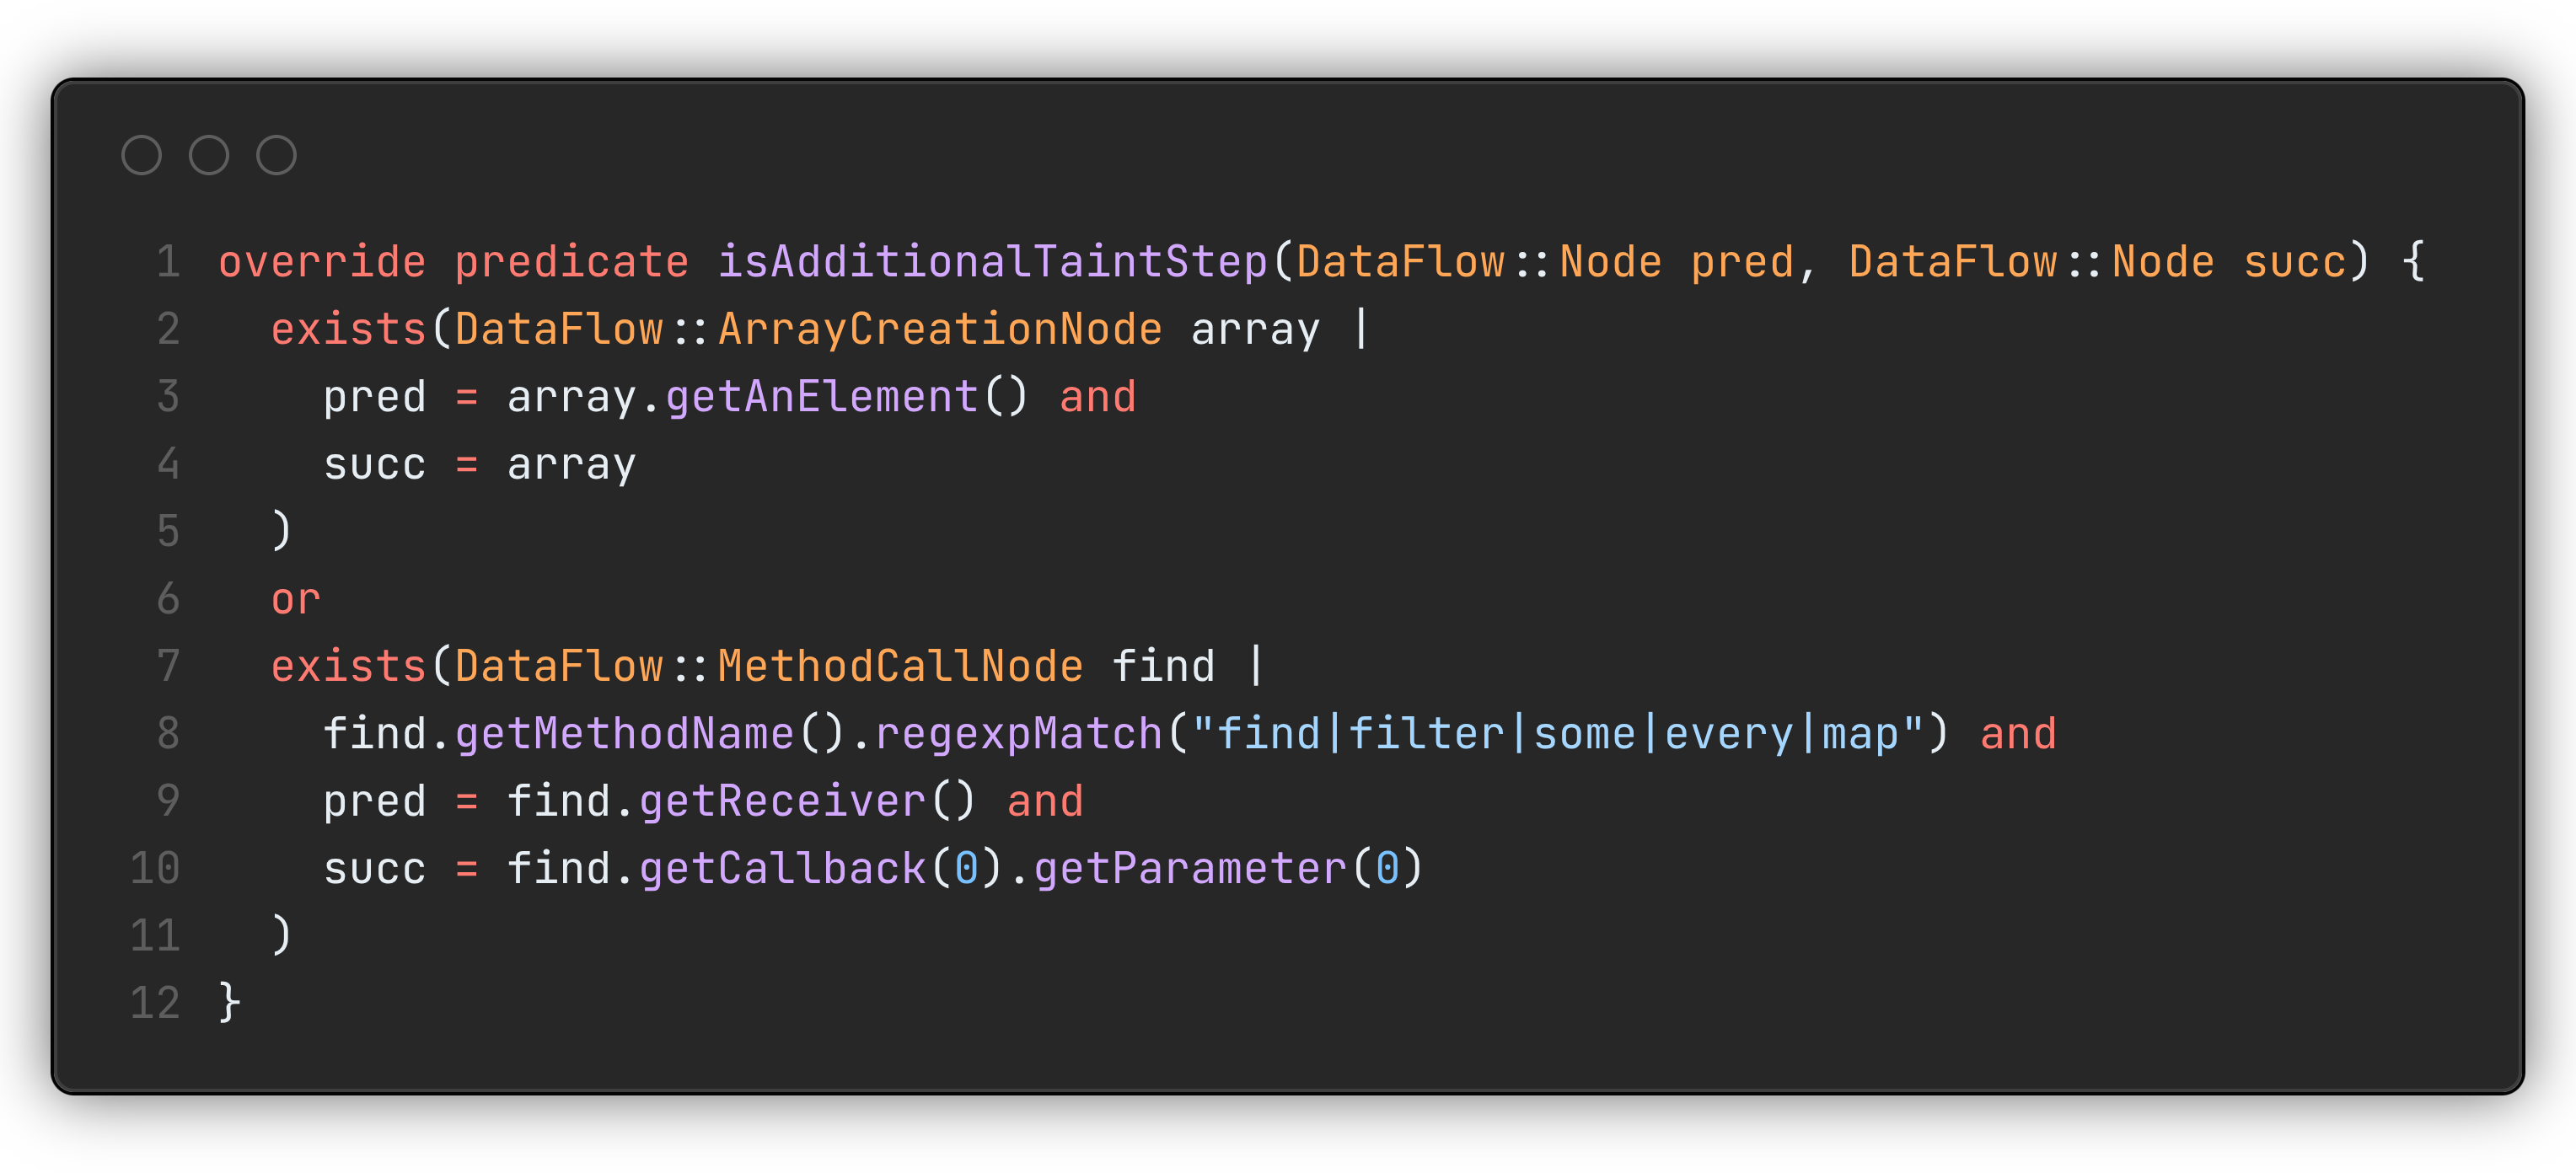 1 override predicate isAdditionalTaintStep(DataFlow::Node pred, DataFlow::Node succ) {
2   exists(DataFlow::ArrayCreationNode array |
3     pred = array.getAnElement() and
4     succ = array
5   )
6   or
7   exists(DataFlow::MethodCallNode find |
8     find.getMethodName().regexpMatch("find|filter|some|every|map") and
9     pred = find.getReceiver() and
10     succ = find.getCallback(0).getParameter(0)
11   )
12 }